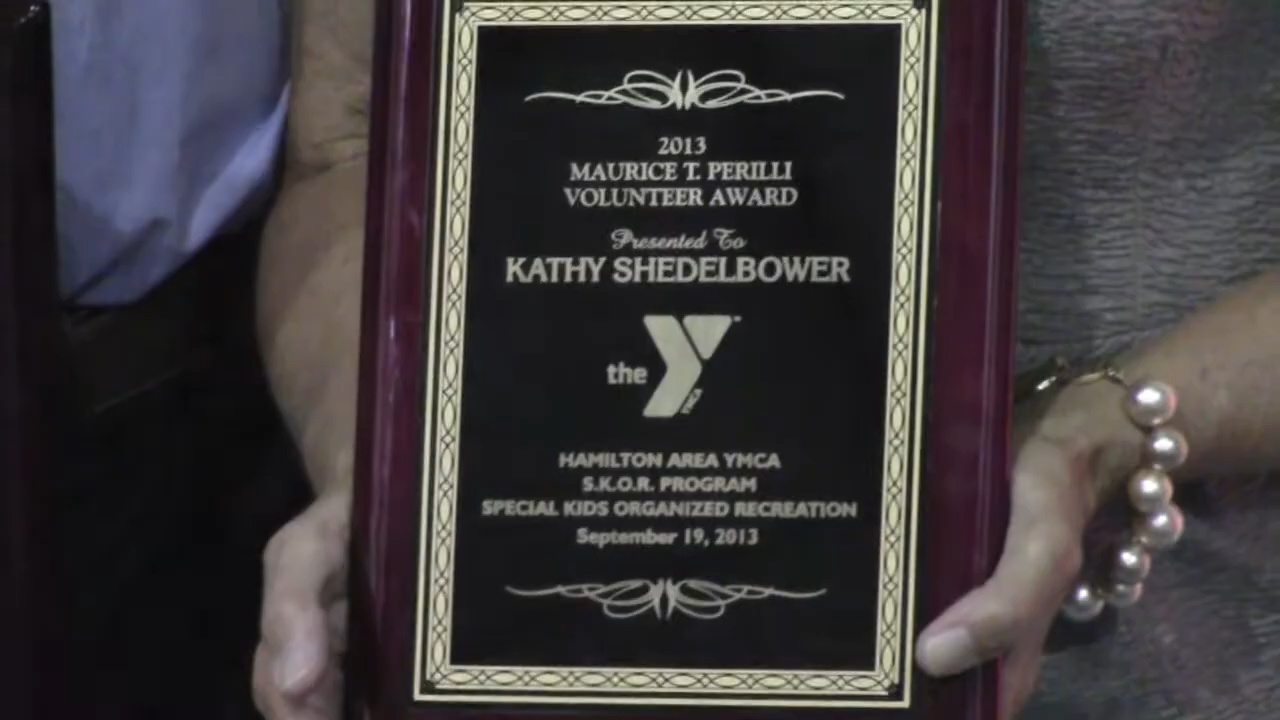 2013
MAURICE T. PERILLI
VOLUNTEER AWARD
Presented To
KATHY SHEDELBOWER
the Y
HAMILTON AREA YMCA
S.K.O.R. PROGRAM
SPECIAL KIDS ORGANIZED RECREATION
September 19, 2013